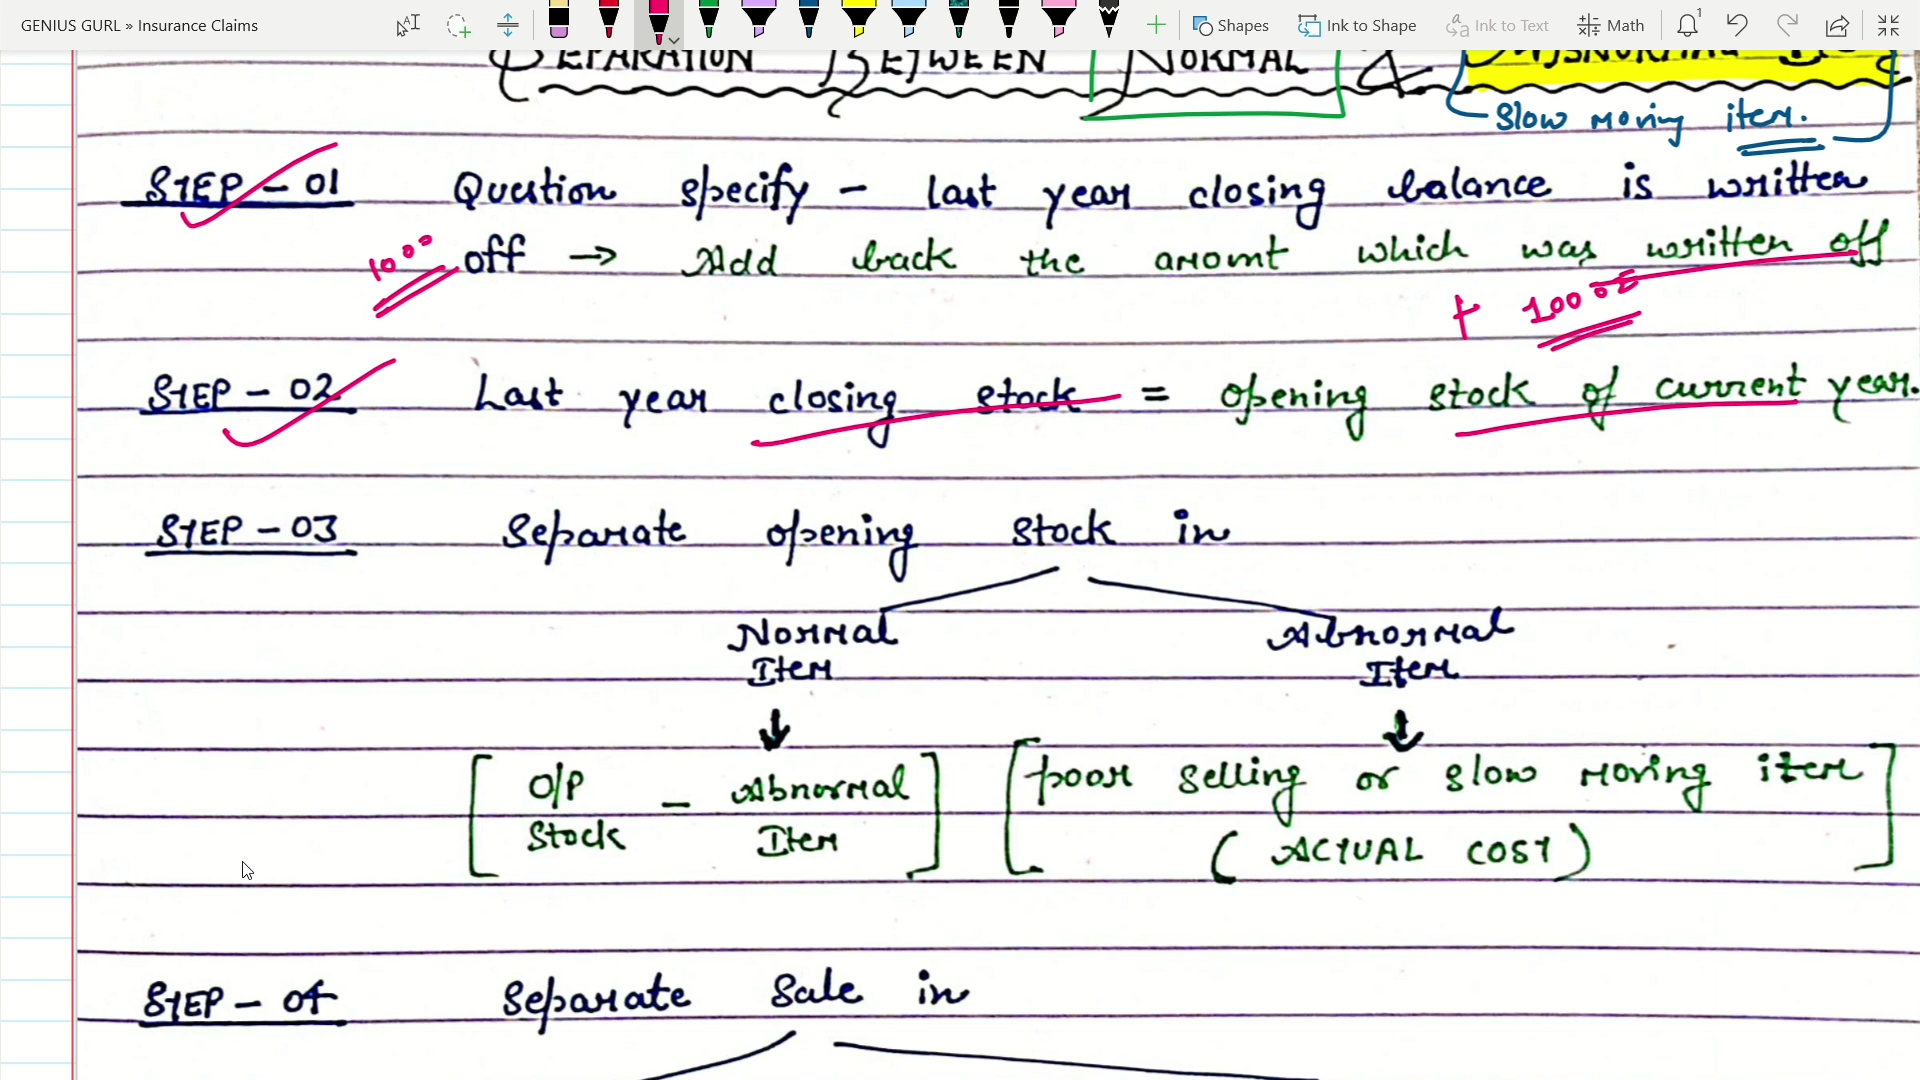 GENIUS GURL » Insurance Claims
Shapes
Ink to Shape
Ink to Text
Math
1
SEPARATION BETWEEN NORMAL & ABNORMAL
Slow moving item.
STEP - 01 Question specify - last year closing balance is written
1000 off → Add back the amomt which was written off
+ 1000
STEP - 02 Last year closing stock = opening stock of current year.
STEP - 03 Separate opening stock in
Normal Abnormal
Item Item
[ O/P Stock - Abnormal Item ] [ poor selling or slow moving item
( ACTUAL COST ) ]
STEP - 04 Separate Sale in